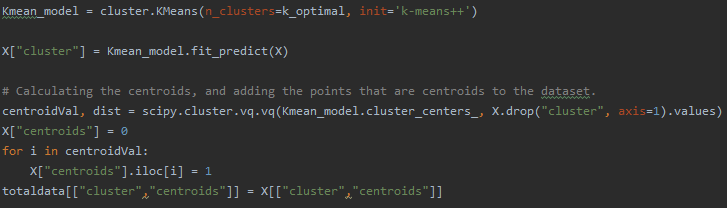 Kmean_model = cluster.KMeans(n_clusters=k_optimal, init='k-means++')
X["cluster"] = Kmean_model.fit_predict(X)
# Calculating the centroids, and adding the points that are centroids to the dataset.
centroidVal, dist = scipy.cluster.vq.vq(Kmean_model.cluster_centers_, X.drop("cluster", axis=1).values)
X["centroids"] = 0
for i in centroidVal:
    X["centroids"].iloc[i] = 1
totaldata[["cluster","centroids"]] = X[["cluster","centroids"]]